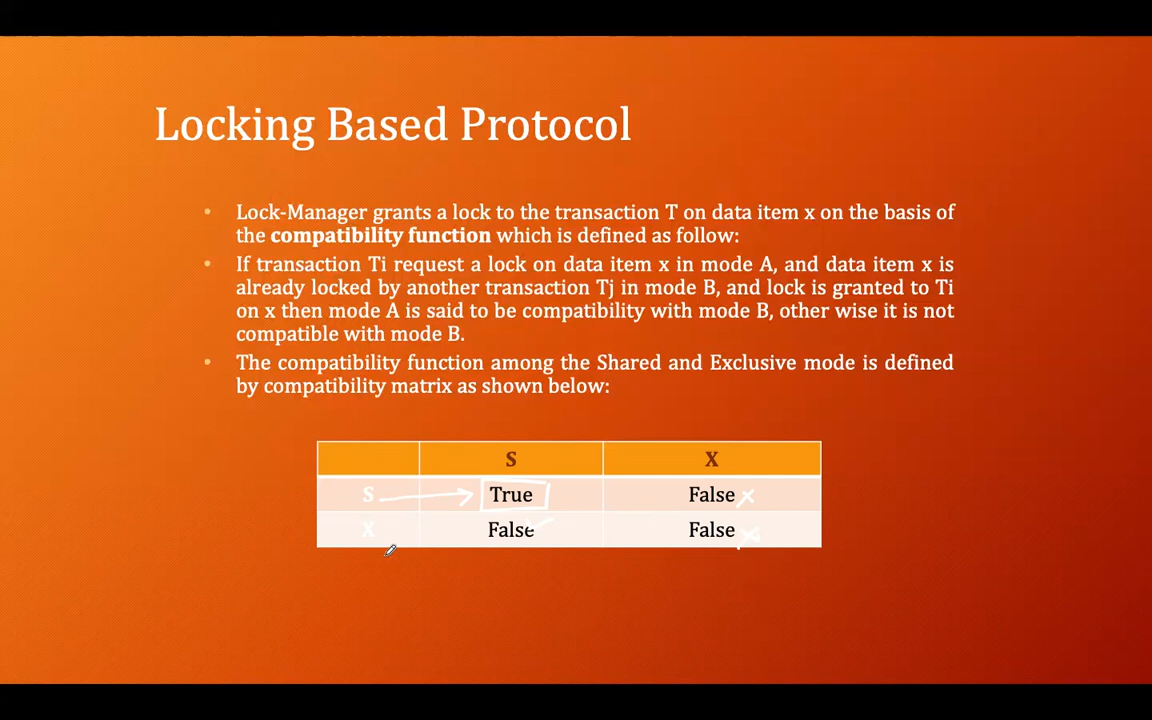 Locking Based Protocol
• Lock-Manager grants a lock to the transaction T on data item x on the basis of
the compatibility function which is defined as follow:
• If transaction Ti request a lock on data item x in mode A, and data item x is
already locked by another transaction Tj in mode B, and lock is granted to Ti
on x then mode A is said to be compatibility with mode B, other wise it is not
compatible with mode B.
• The compatibility function among the Shared and Exclusive mode is defined
by compatibility matrix as shown below:
S X
S True False
X False False